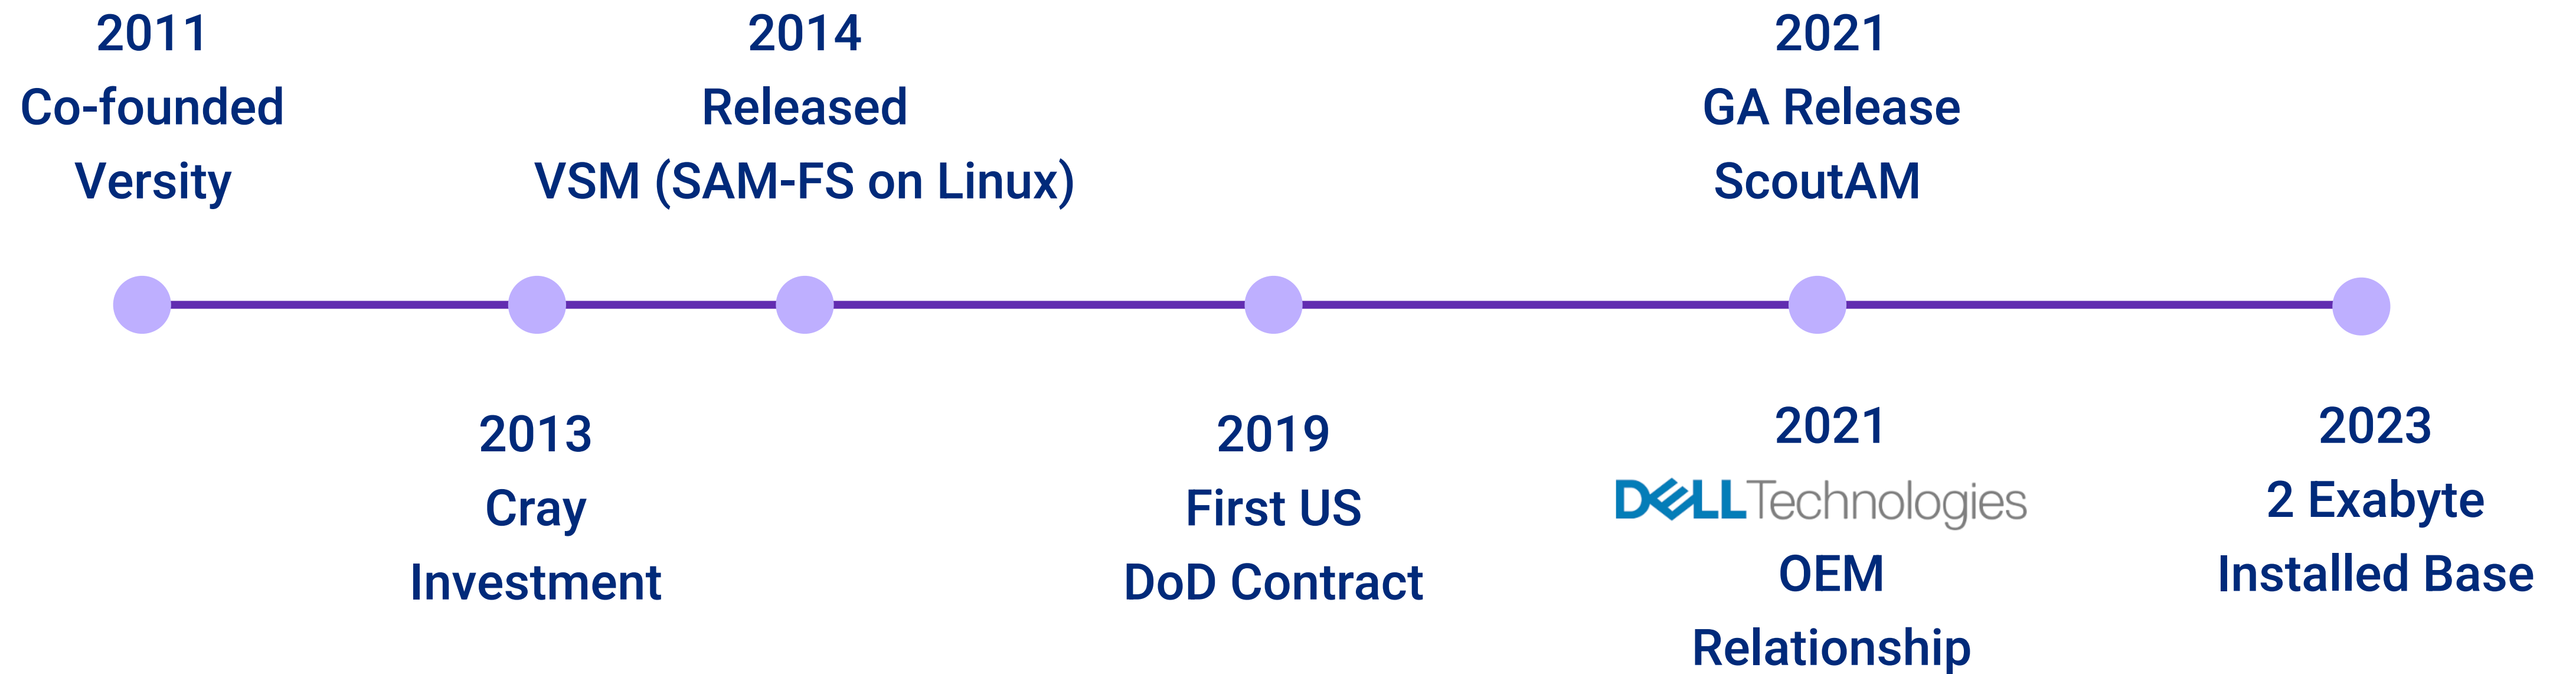 2011
Co-founded
Versity
2013
Cray
Investment
2014
Released
VSM (SAM-FS on Linux)
2019
First US
DoD Contract
2021
GA Release
ScoutAM
2021
DELL Technologies
OEM
Relationship
2023
2 Exabyte
Installed Base